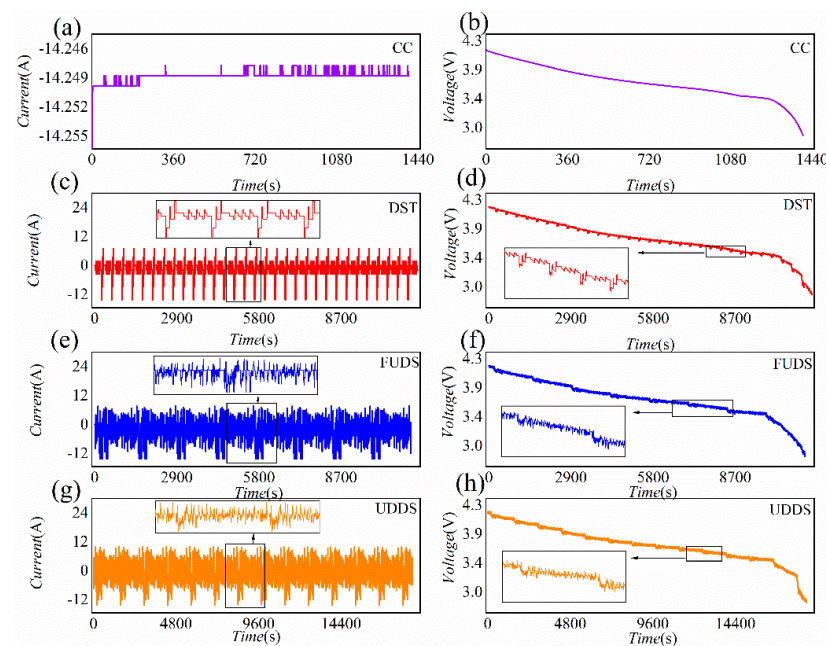 (a)
CC
Current(A)
-14.246
-14.249
-14.252
-14.255
0 360 720 1080 1440
Time(s)
(b)
CC
Voltage(V)
4.3
3.9
3.4
3.0
0 360 720 1080 1440
Time(s)
(c)
DST
Current(A)
24
12
0
-12
0 2900 5800 8700
Time(s)
(d)
DST
Voltage(V)
4.3
3.9
3.4
3.0
0 2900 5800 8700
Time(s)
(e)
FUDS
Current(A)
24
12
0
-12
0 2900 5800 8700
Time(s)
(f)
FUDS
Voltage(V)
4.3
3.9
3.4
3.0
0 2900 5800 8700
Time(s)
(g)
UDDS
Current(A)
24
12
0
-12
0 4800 9600 14400
Time(s)
(h)
UDDS
Voltage(V)
4.3
3.9
3.4
3.0
0 4800 9600 14400
Time(s)